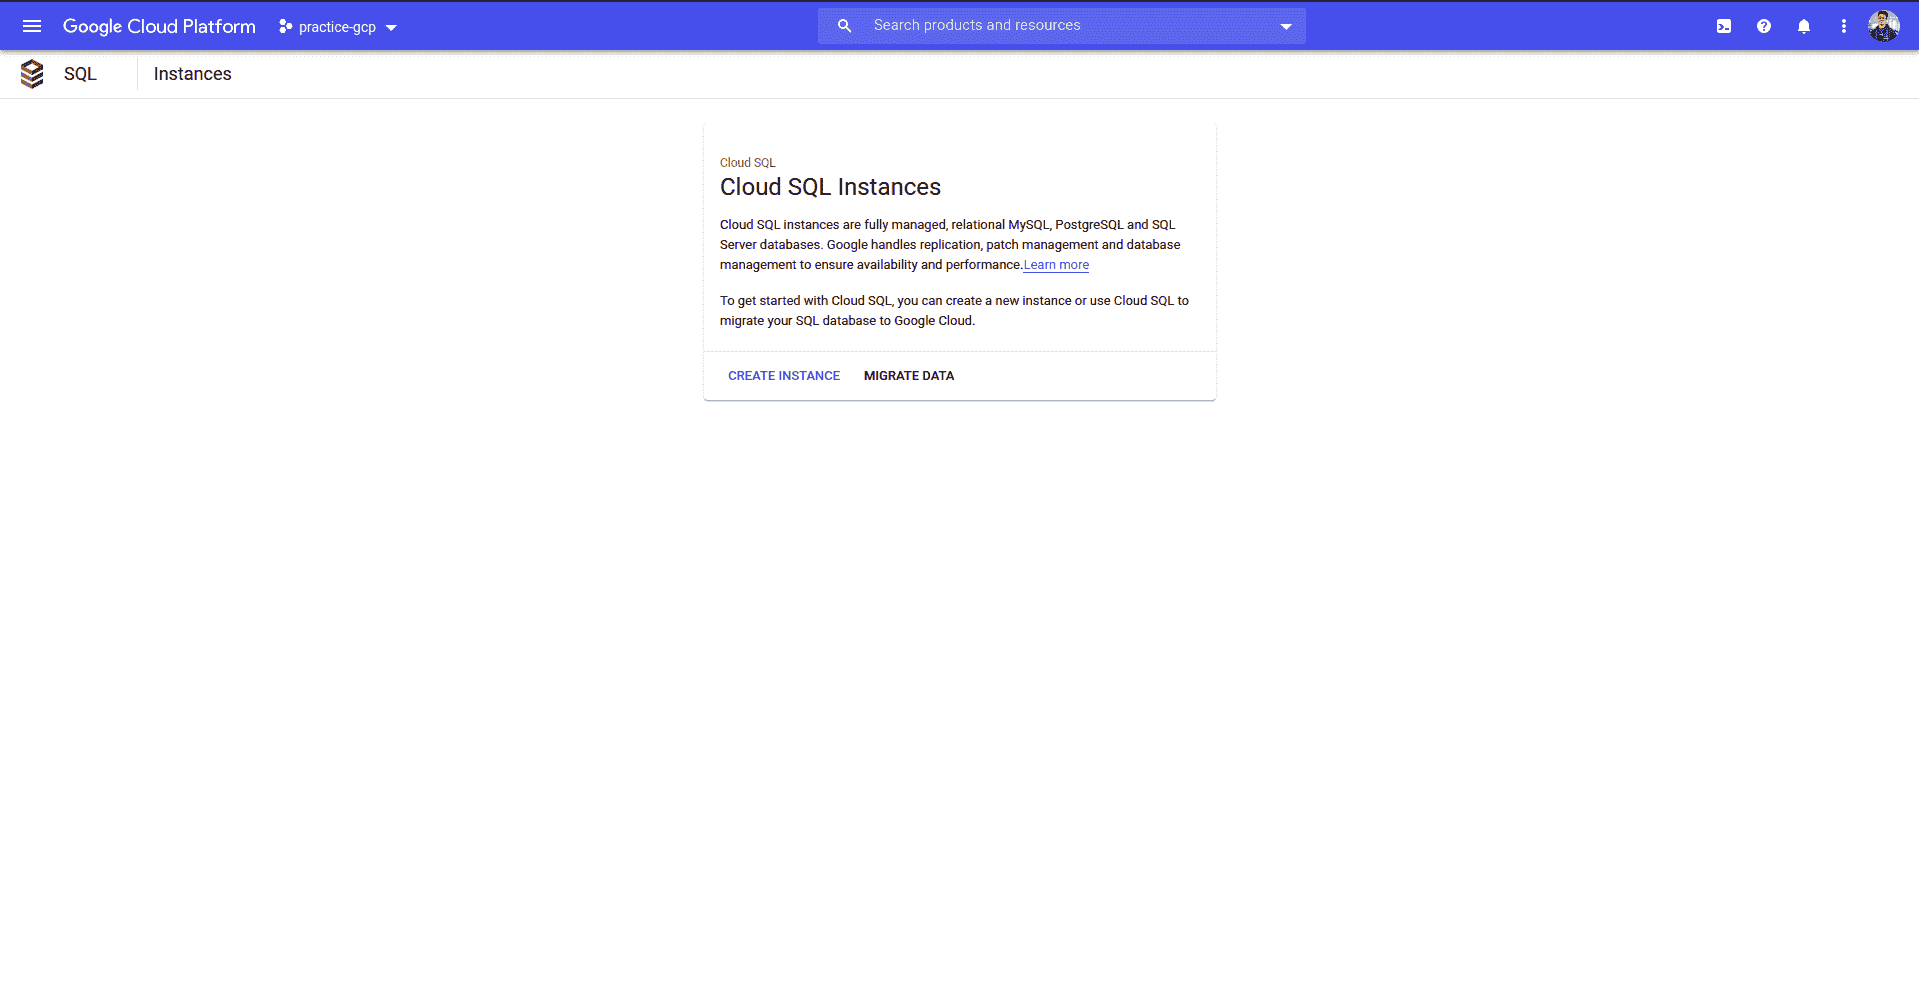 Google Cloud Platform practice-gcp Search products and resources
SQL Instances
Cloud SQL
Cloud SQL Instances
Cloud SQL instances are fully managed, relational MySQL, PostgreSQL and SQL
Server databases. Google handles replication, patch management and database
management to ensure availability and performance.Learn more
To get started with Cloud SQL, you can create a new instance or use Cloud SQL to
migrate your SQL database to Google Cloud.
CREATE INSTANCE MIGRATE DATA